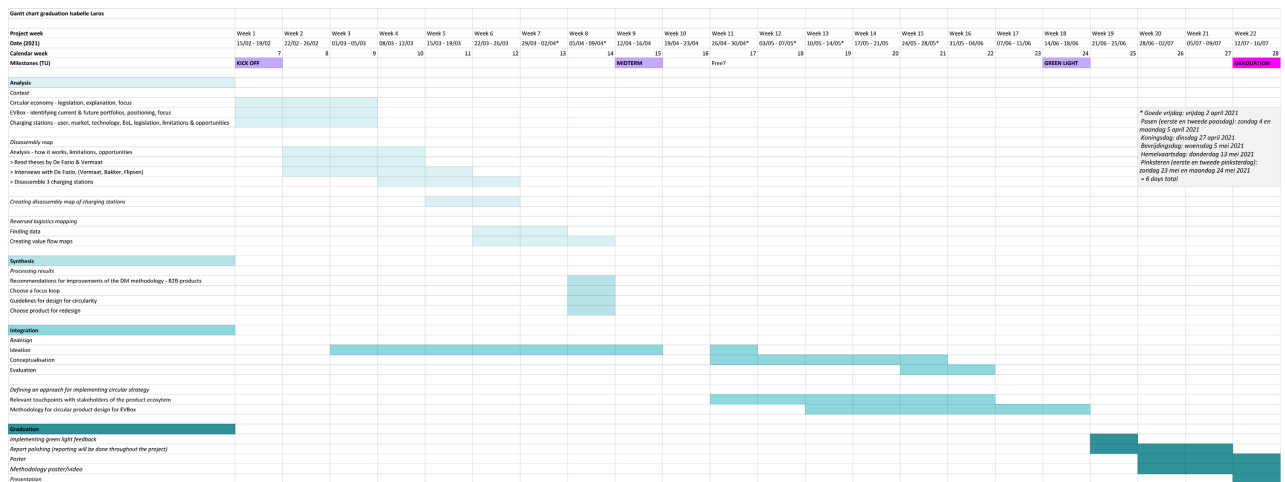 Gantt chart graduation Isabelle Laros
Project week Week 1 Week 2 Week 3 Week 4 Week 5 Week 6 Week 7 Week 8 Week 9 Week 10 Week 11 Week 12 Week 13 Week 14 Week 15 Week 16 Week 17 Week 18 Week 19 Week 20 Week 21 Week 22
Date (2021) 15/02 - 19/02 22/02 - 26/02 01/03 - 05/03 08/03 - 12/03 15/03 - 19/03 22/03 - 26/03 29/03 - 02/04* 05/04 - 09/04* 12/04 - 16/04 19/04 - 23/04 26/04 - 30/04* 03/05 - 07/05* 10/05 - 14/05* 17/05 - 21/05 24/05 - 28/05* 31/05 - 04/06 07/06 - 11/06 14/06 - 18/06 21/06 - 25/06 28/06 - 02/07 05/07 - 09/07 12/07 - 16/07
Calendar week 7 8 9 10 11 12 13 14 15 16 17 18 19 20 21 22 23 24 25 26 27 28
Milestones (TU) KICK OFF MIDTERM Free? GREEN LIGHT GRADUATION
Analysis
Context
Circular economy - legislation, explanation, focus
EVBox - identifying current & future portfolios, positioning, focus
Charging stations - user, market, technology, EoL, legislation, limitations & opportunities
* Goede vrijdag: vrijdag 2 april 2021
Pasen (eerste en tweede paasdag): zondag 4 en
maandag 5 april 2021
Koningsdag: dinsdag 27 april 2021
Bevrijdingsdag: woensdag 5 mei 2021
Hemelvaartsdag: donderdag 13 mei 2021
Pinksteren (eerste en tweede pinksterdag):
zondag 23 mei en maandag 24 mei 2021
= 6 days total
Disassembly map
Analysis - how it works, limitations, opportunities
> Read theses by De Fazio & Vermaat
> Interviews with De Fazio, (Vermaat, Bakker, Flipsen)
> Disassemble 3 charging stations
Creating disassembly map of charging stations
Reversed logistics mapping
Finding data
Creating value flow maps
Synthesis
Processing results
Recommendations for improvements of the DM methodology - B2B products
Choose a focus loop
Guidelines for design for circularity
Choose product for redesign
Integration
Redesign
Ideation
Conceptualisation
Evaluation
Defining an approach for implementing circular strategy
Relevant touchpoints with stakeholders of the product ecosytem
Methodology for circular product design for EVBox
Graduation
Implementing green light feedback
Report polishing (reporting will be done throughout the project)
Poster
Methodology poster/video
Presentation